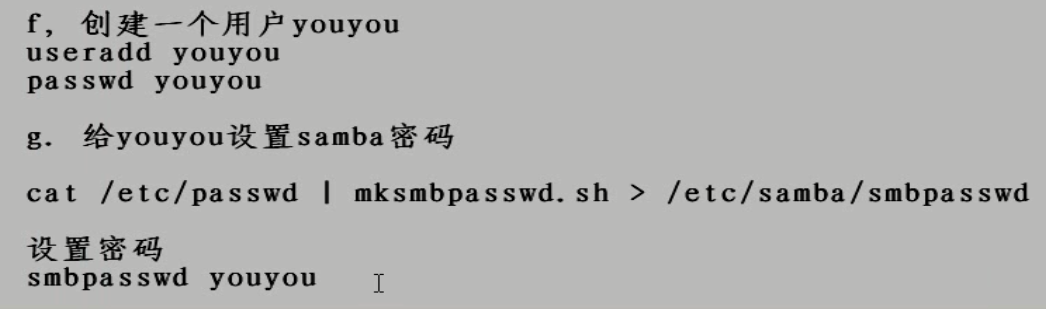 f, 创建一个用户youyou
useradd youyou
passwd youyou
g. 给youyou设置samba密码
cat /etc/passwd | mksmbpasswd.sh > /etc/samba/smbpasswd
设置密码
smbpasswd youyou